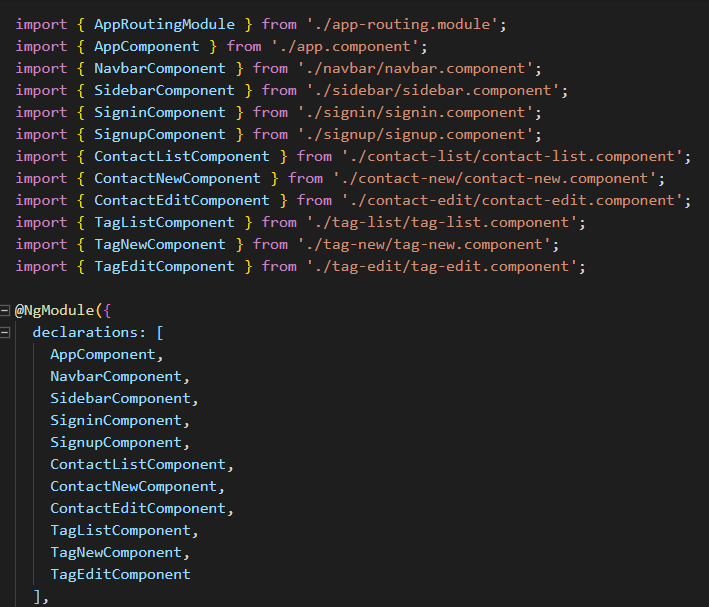 import { AppRoutingModule } from './app-routing.module';
import { AppComponent } from './app.component';
import { NavbarComponent } from './navbar/navbar.component';
import { SidebarComponent } from './sidebar/sidebar.component';
import { SigninComponent } from './signin/signin.component';
import { SignupComponent } from './signup/signup.component';
import { ContactListComponent } from './contact-list/contact-list.component';
import { ContactNewComponent } from './contact-new/contact-new.component';
import { ContactEditComponent } from './contact-edit/contact-edit.component';
import { TagListComponent } from './tag-list/tag-list.component';
import { TagNewComponent } from './tag-new/tag-new.component';
import { TagEditComponent } from './tag-edit/tag-edit.component';

@NgModule({
  declarations: [
    AppComponent,
    NavbarComponent,
    SidebarComponent,
    SigninComponent,
    SignupComponent,
    ContactListComponent,
    ContactNewComponent,
    ContactEditComponent,
    TagListComponent,
    TagNewComponent,
    TagEditComponent
  ],